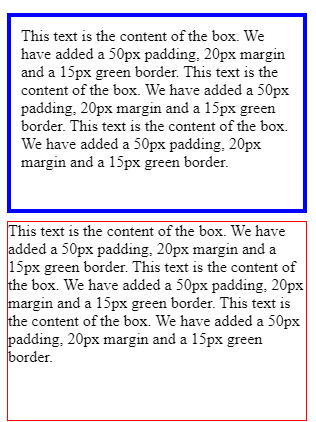 This text is the content of the box. We
have added a 50px padding, 20px margin
and a 15px green border. This text is the
content of the box. We have added a 50px
padding, 20px margin and a 15px green
border. This text is the content of the box.
We have added a 50px padding, 20px
margin and a 15px green border.
This text is the content of the box. We have
added a 50px padding, 20px margin and a
15px green border. This text is the content of
the box. We have added a 50px padding, 20px
margin and a 15px green border. This text is
the content of the box. We have added a 50px
padding, 20px margin and a 15px green
border.